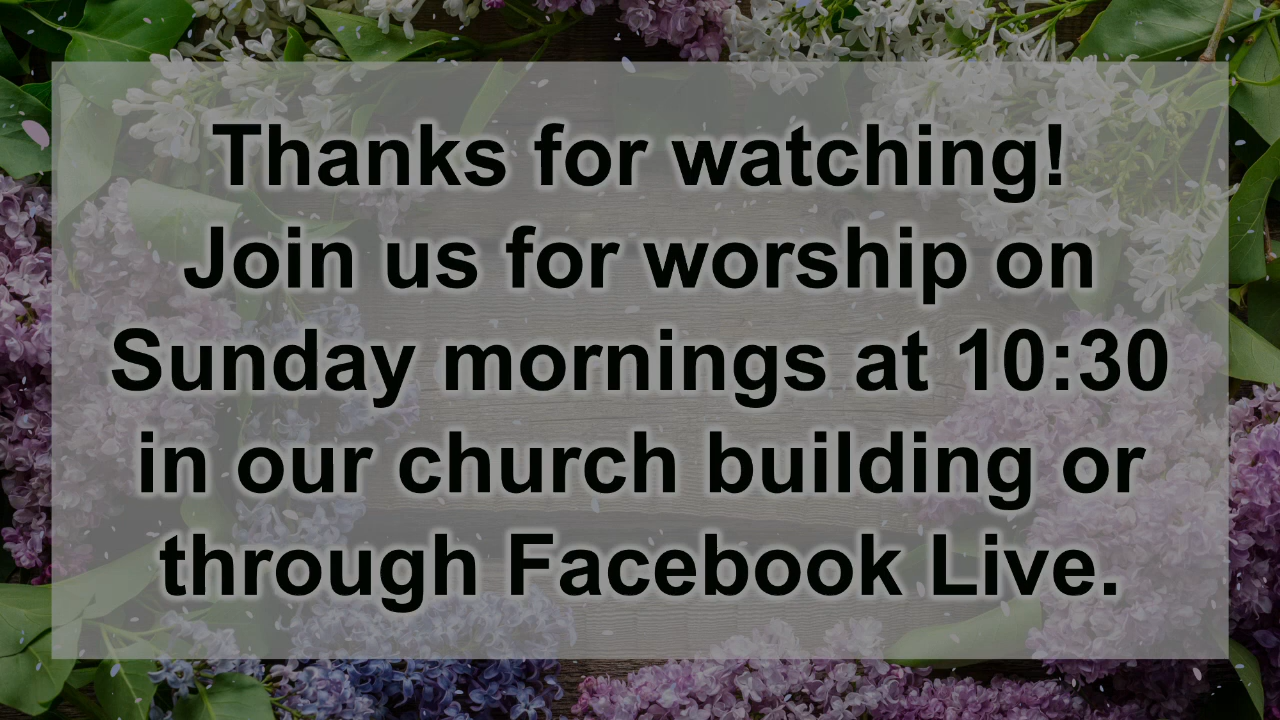 Thanks for watching!
Join us for worship on
Sunday mornings at 10:30
in our church building or
through Facebook Live.